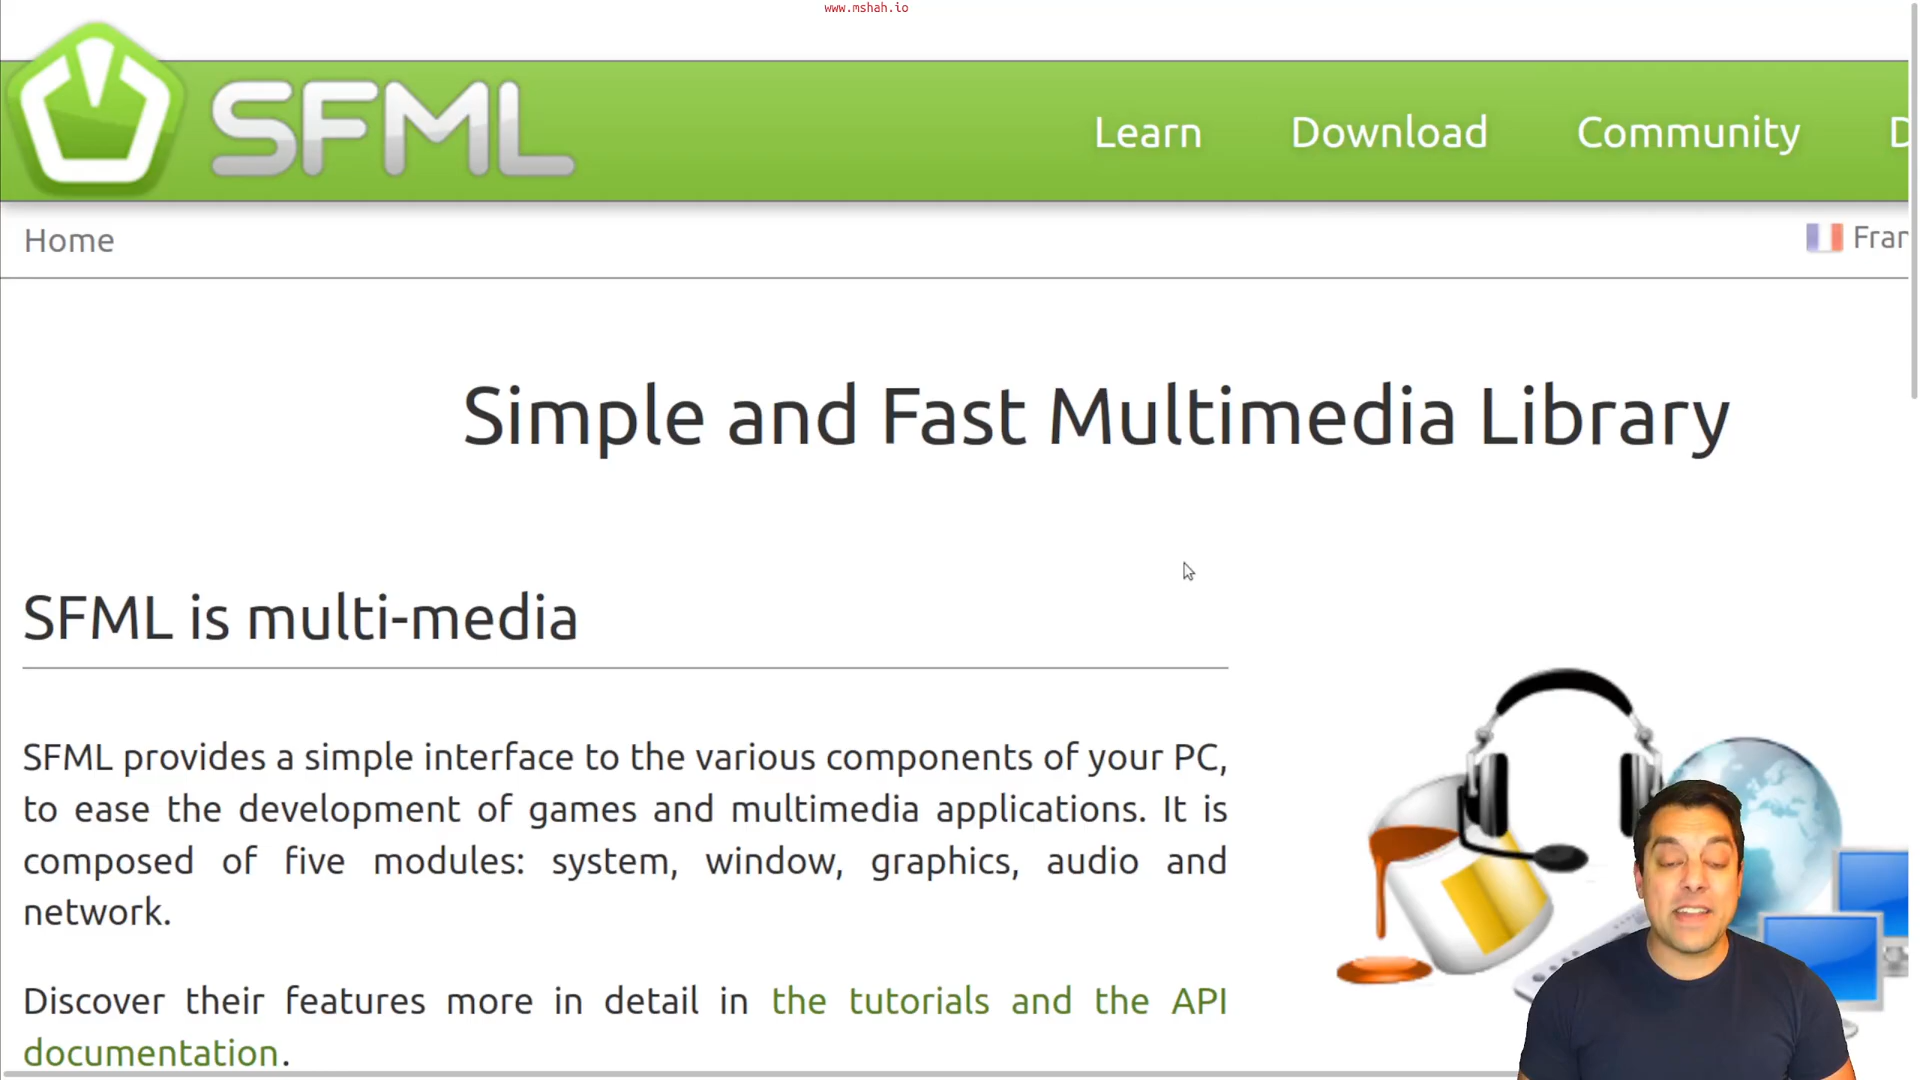 www.mshah.io
SFML
Learn
Download
Community
D
Home
Fran
Simple and Fast Multimedia Library
SFML is multi-media
SFML provides a simple interface to the various components of your PC,
to ease the development of games and multimedia applications. It is
composed of five modules: system, window, graphics, audio and
network.
Discover their features more in detail in the tutorials and the API
documentation.